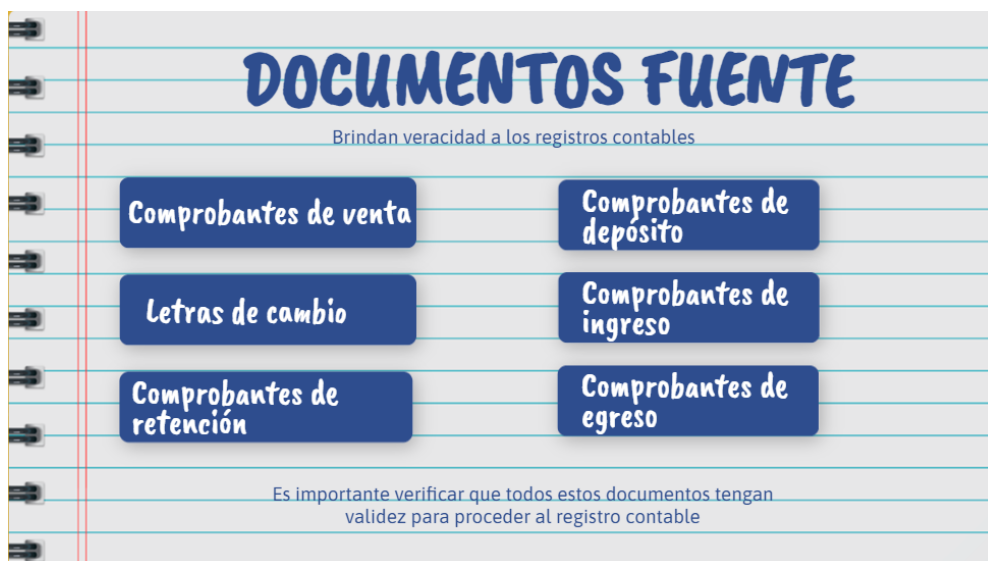 DOCUMENTOS FUENTE
Brindan veracidad a los registros contables
Comprobantes de venta
Letras de cambio
Comprobantes de
retención
Comprobantes de
depósito
Comprobantes de
ingreso
Comprobantes de
egreso
Es importante verificar que todos estos documentos tengan
validez para proceder al registro contable